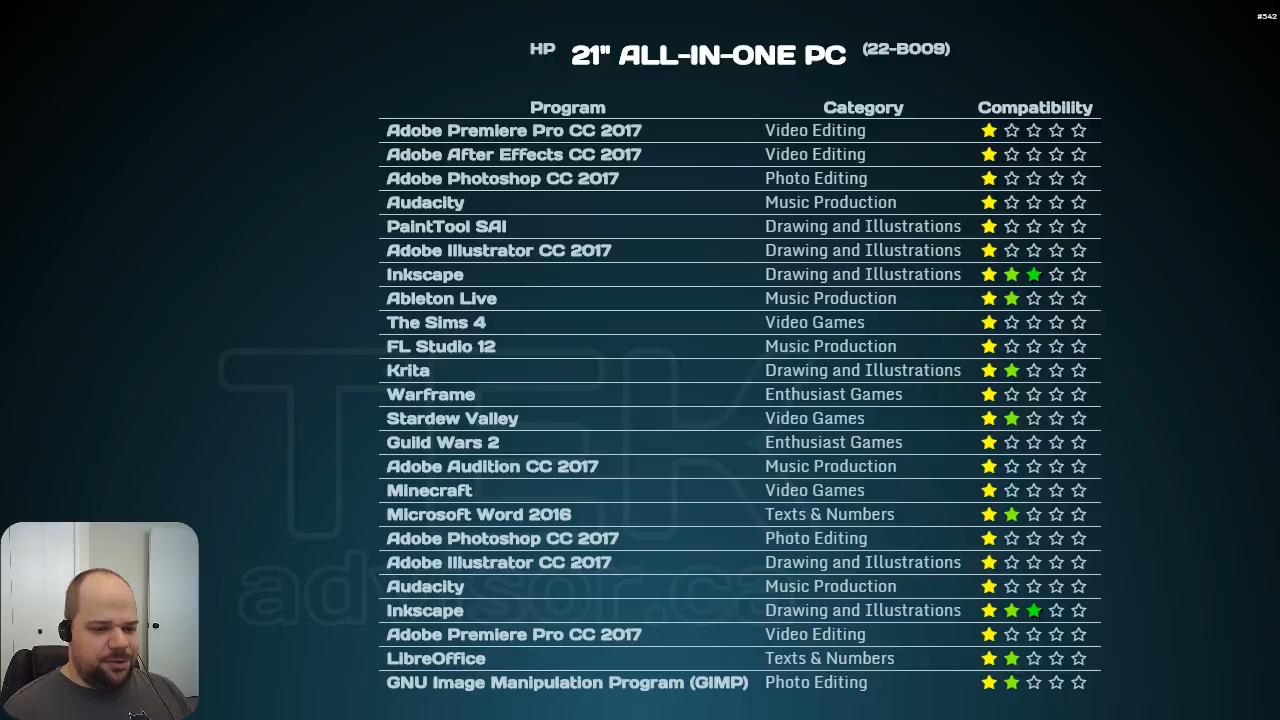 #542
HP 21" ALL-IN-ONE PC (22-B009)
Program Category Compatibility
Adobe Premiere Pro CC 2017 Video Editing
Adobe After Effects CC 2017 Video Editing
Adobe Photoshop CC 2017 Photo Editing
Audacity Music Production
PaintTool SAI Drawing and Illustrations
Adobe Illustrator CC 2017 Drawing and Illustrations
Inkscape Drawing and Illustrations
Ableton Live Music Production
The Sims 4 Video Games
FL Studio 12 Music Production
Krita Drawing and Illustrations
Warframe Enthusiast Games
Stardew Valley Video Games
Guild Wars 2 Enthusiast Games
Adobe Audition CC 2017 Music Production
Minecraft Video Games
Microsoft Word 2016 Texts & Numbers
Adobe Photoshop CC 2017 Photo Editing
Adobe Illustrator CC 2017 Drawing and Illustrations
Audacity Music Production
Inkscape Drawing and Illustrations
Adobe Premiere Pro CC 2017 Video Editing
LibreOffice Texts & Numbers
GNU Image Manipulation Program (GIMP) Photo Editing
TEK
advisor.ca